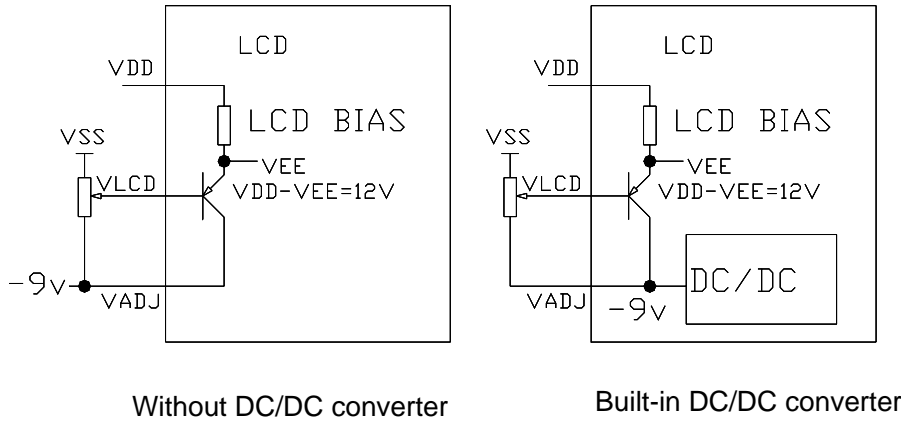 LCD
VDD
LCD BIAS
VSS
VEE
VLCD
VDD-VEE=12V
-9v
VADJ
Without DC/DC converter
LCD
VDD
LCD BIAS
VSS
VEE
VLCD
VDD-VEE=12V
DC/DC
VADJ
-9v
Built-in DC/DC converter